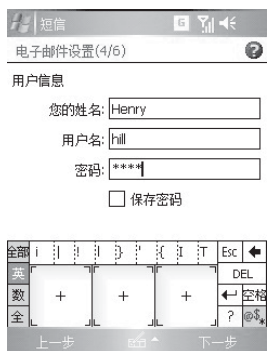 短信 G
电子邮件设置(4/6)
用户信息
您的姓名: Henry
用户名: hill
密码: ****
保存密码
全部 i | ! l } ' { I T Esc
英 DEL
数 + + + 空格
全 ? @$*
上一步 下一步